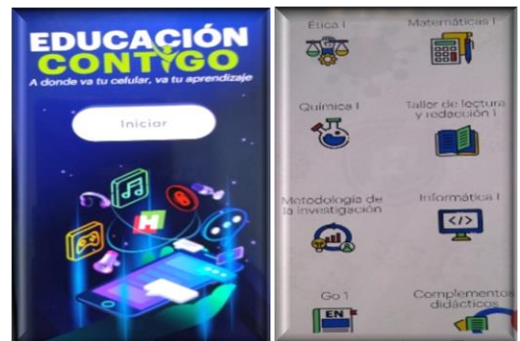 EDUCACIÓN
CONTIGO
A donde va tu celular, va tu aprendizaje
Iniciar
H
Ética I
Matemáticas I
Química I
Taller de lectura
y redacción I
Metodología de
la investigación
Informática I
</>
Go 1
EN
Complementos
didácticos